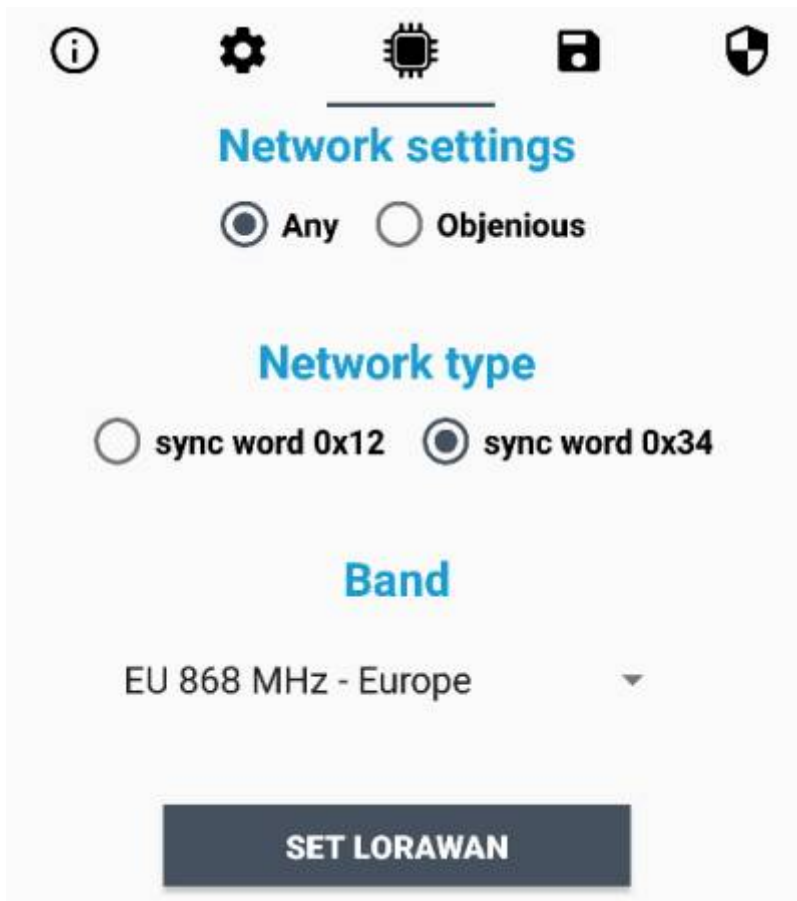 Network settings
Any Objenious
Network type
sync word 0x12 sync word 0x34
Band
EU 868 MHz - Europe
SET LORAWAN